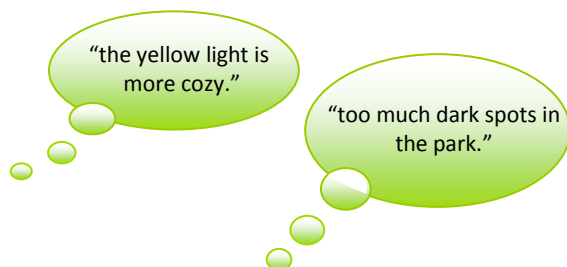 “the yellow light is
more cozy.”
“too much dark spots in
the park.”